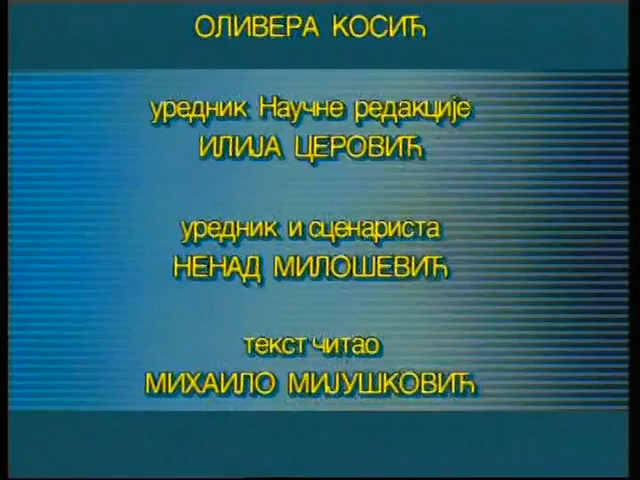 ОЛИВЕРА КОСИЋ
уредник Научне редакције
ИЛИЈА ЦЕРОВИЋ
уредник и сценариста
НЕНАД МИЛОШЕВИЋ
текст читао
МИХАИЛО МИЈУШКОВИЋ